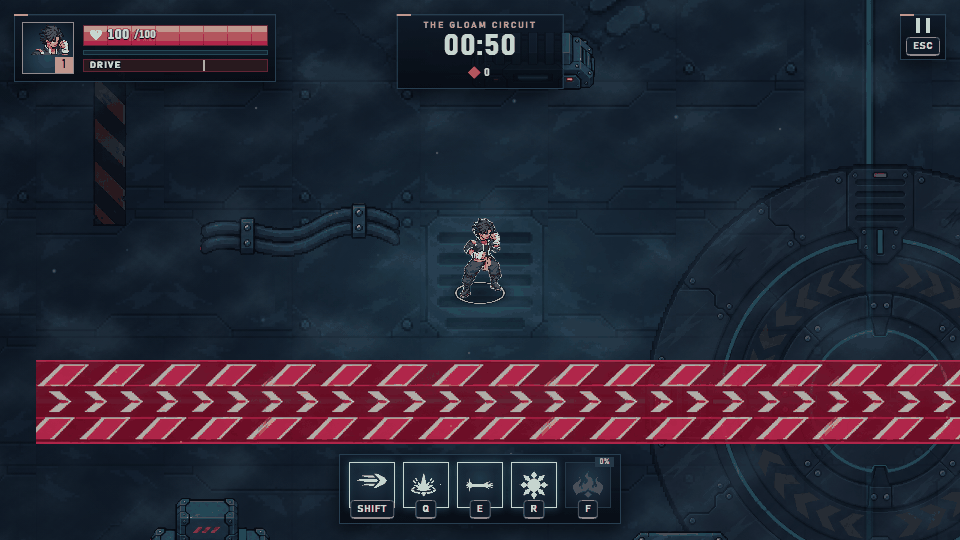 100 /100
1
DRIVE
THE GLOAM CIRCUIT
00:50
0
ESC
0%
SHIFT
Q
E
R
F